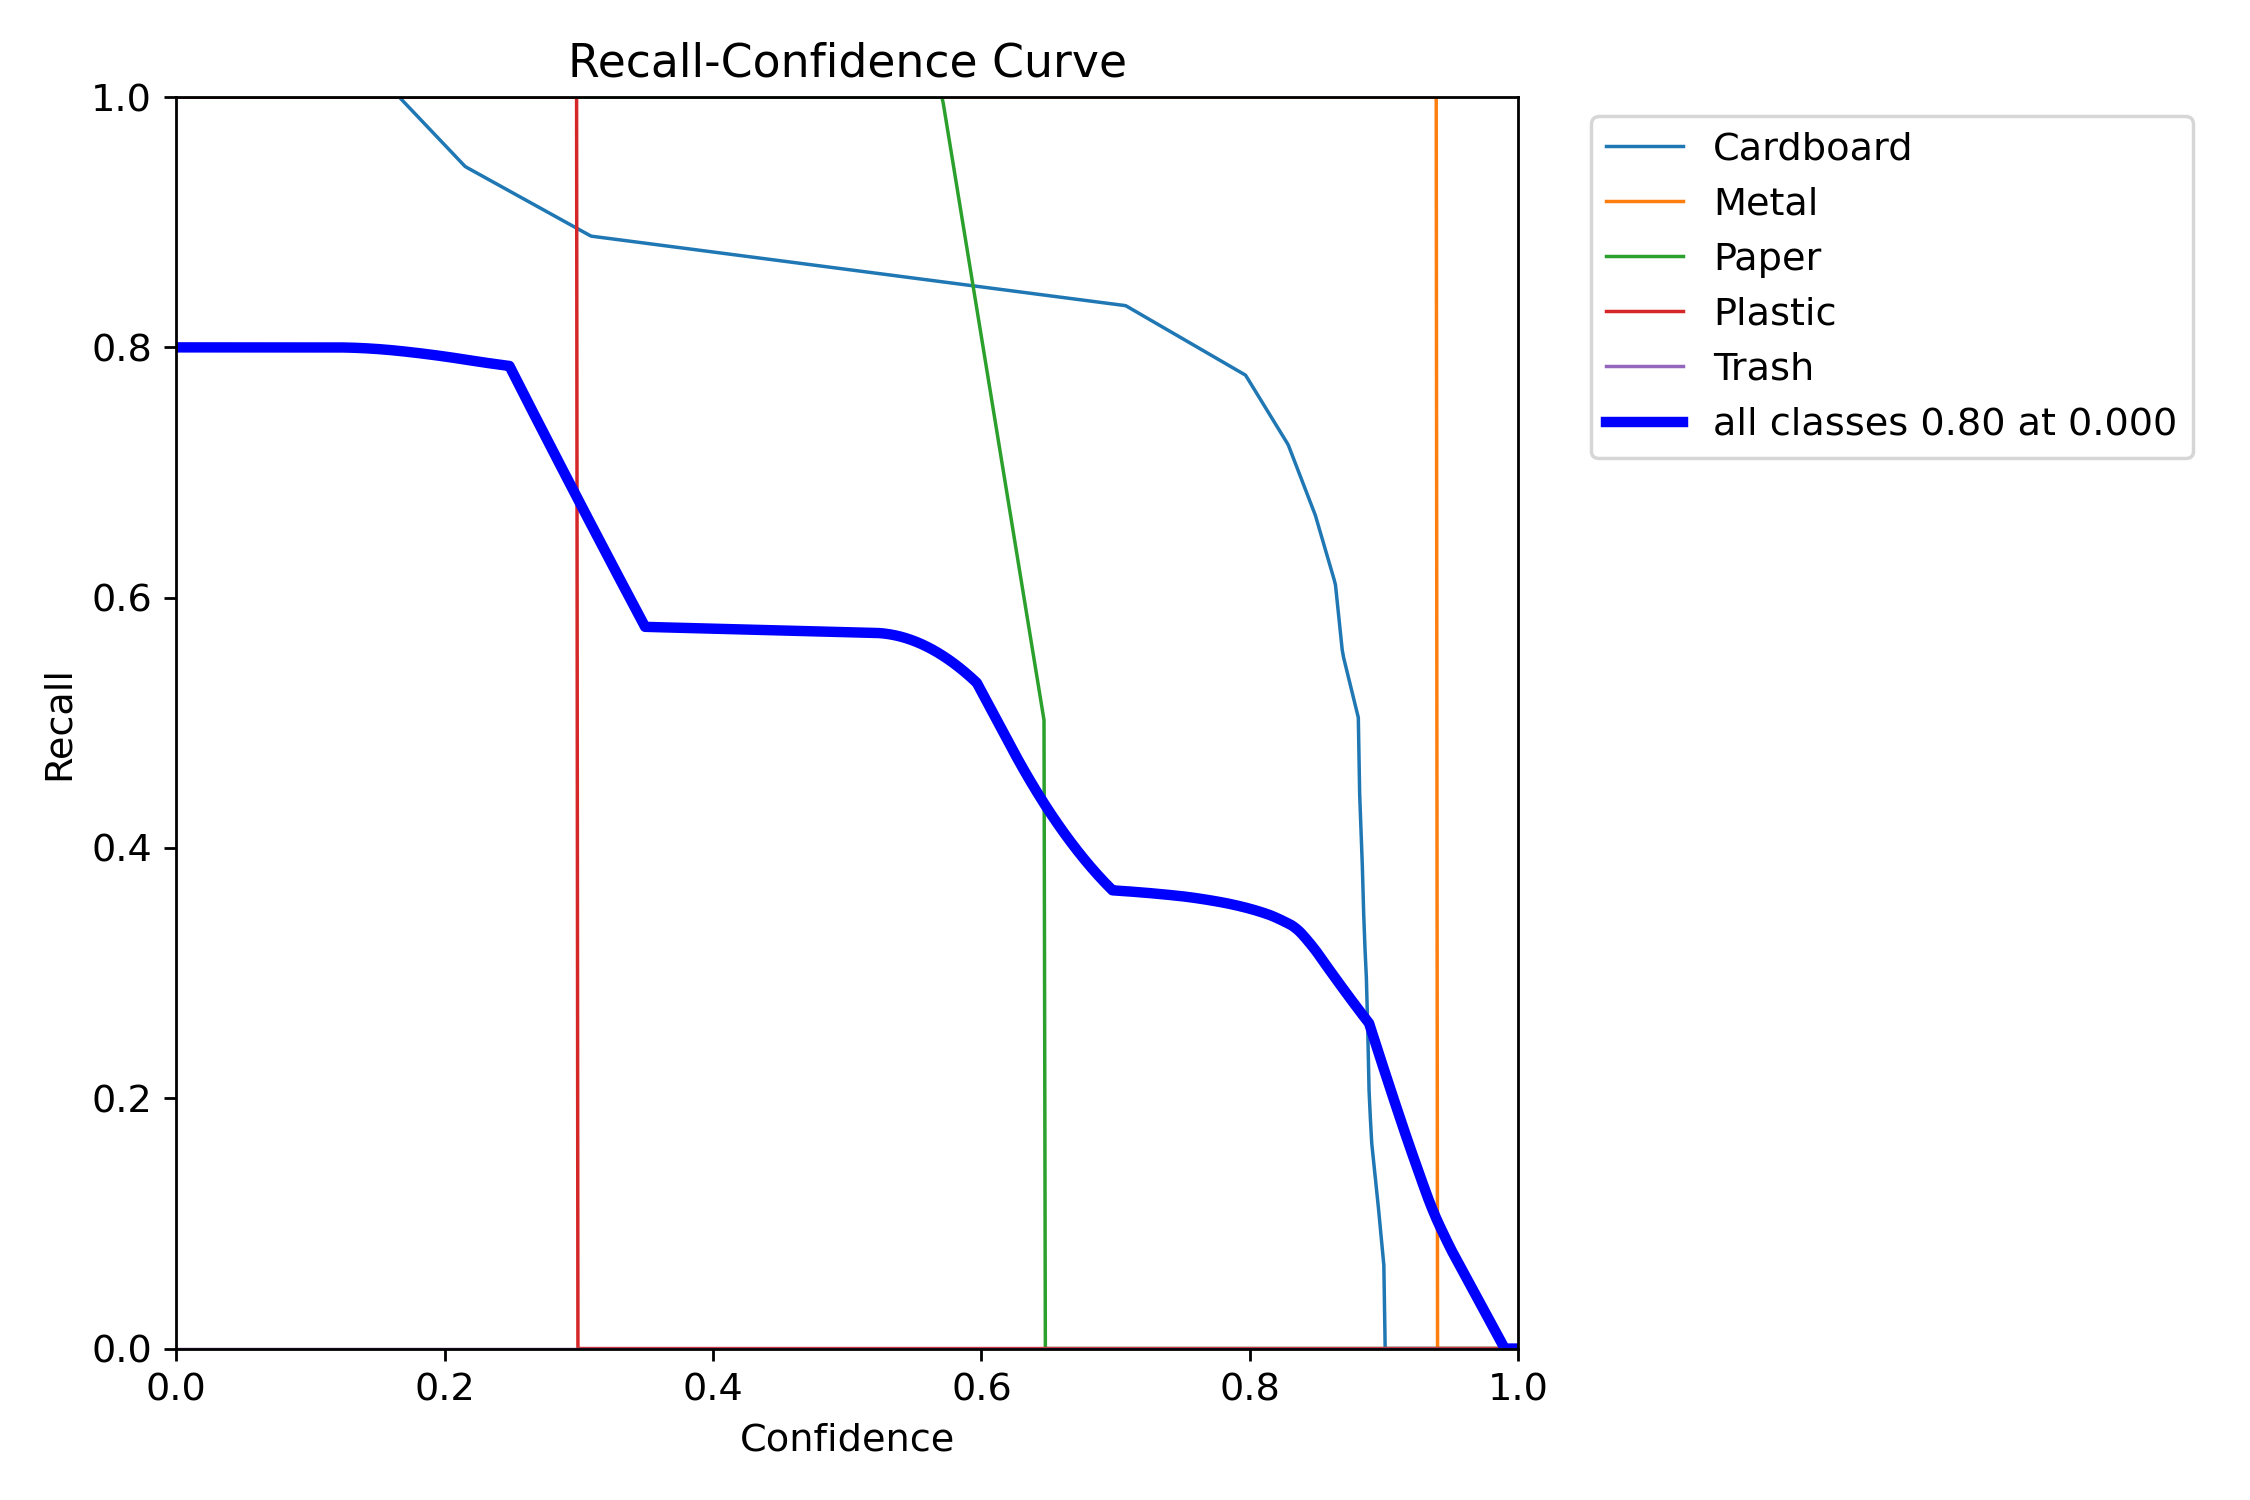 Recall-Confidence Curve
1.0
0.8
0.6
0.4
0.2
0.0
Recall
0.0 0.2 0.4 0.6 0.8 1.0
Confidence
Cardboard
Metal
Paper
Plastic
Trash
all classes 0.80 at 0.000